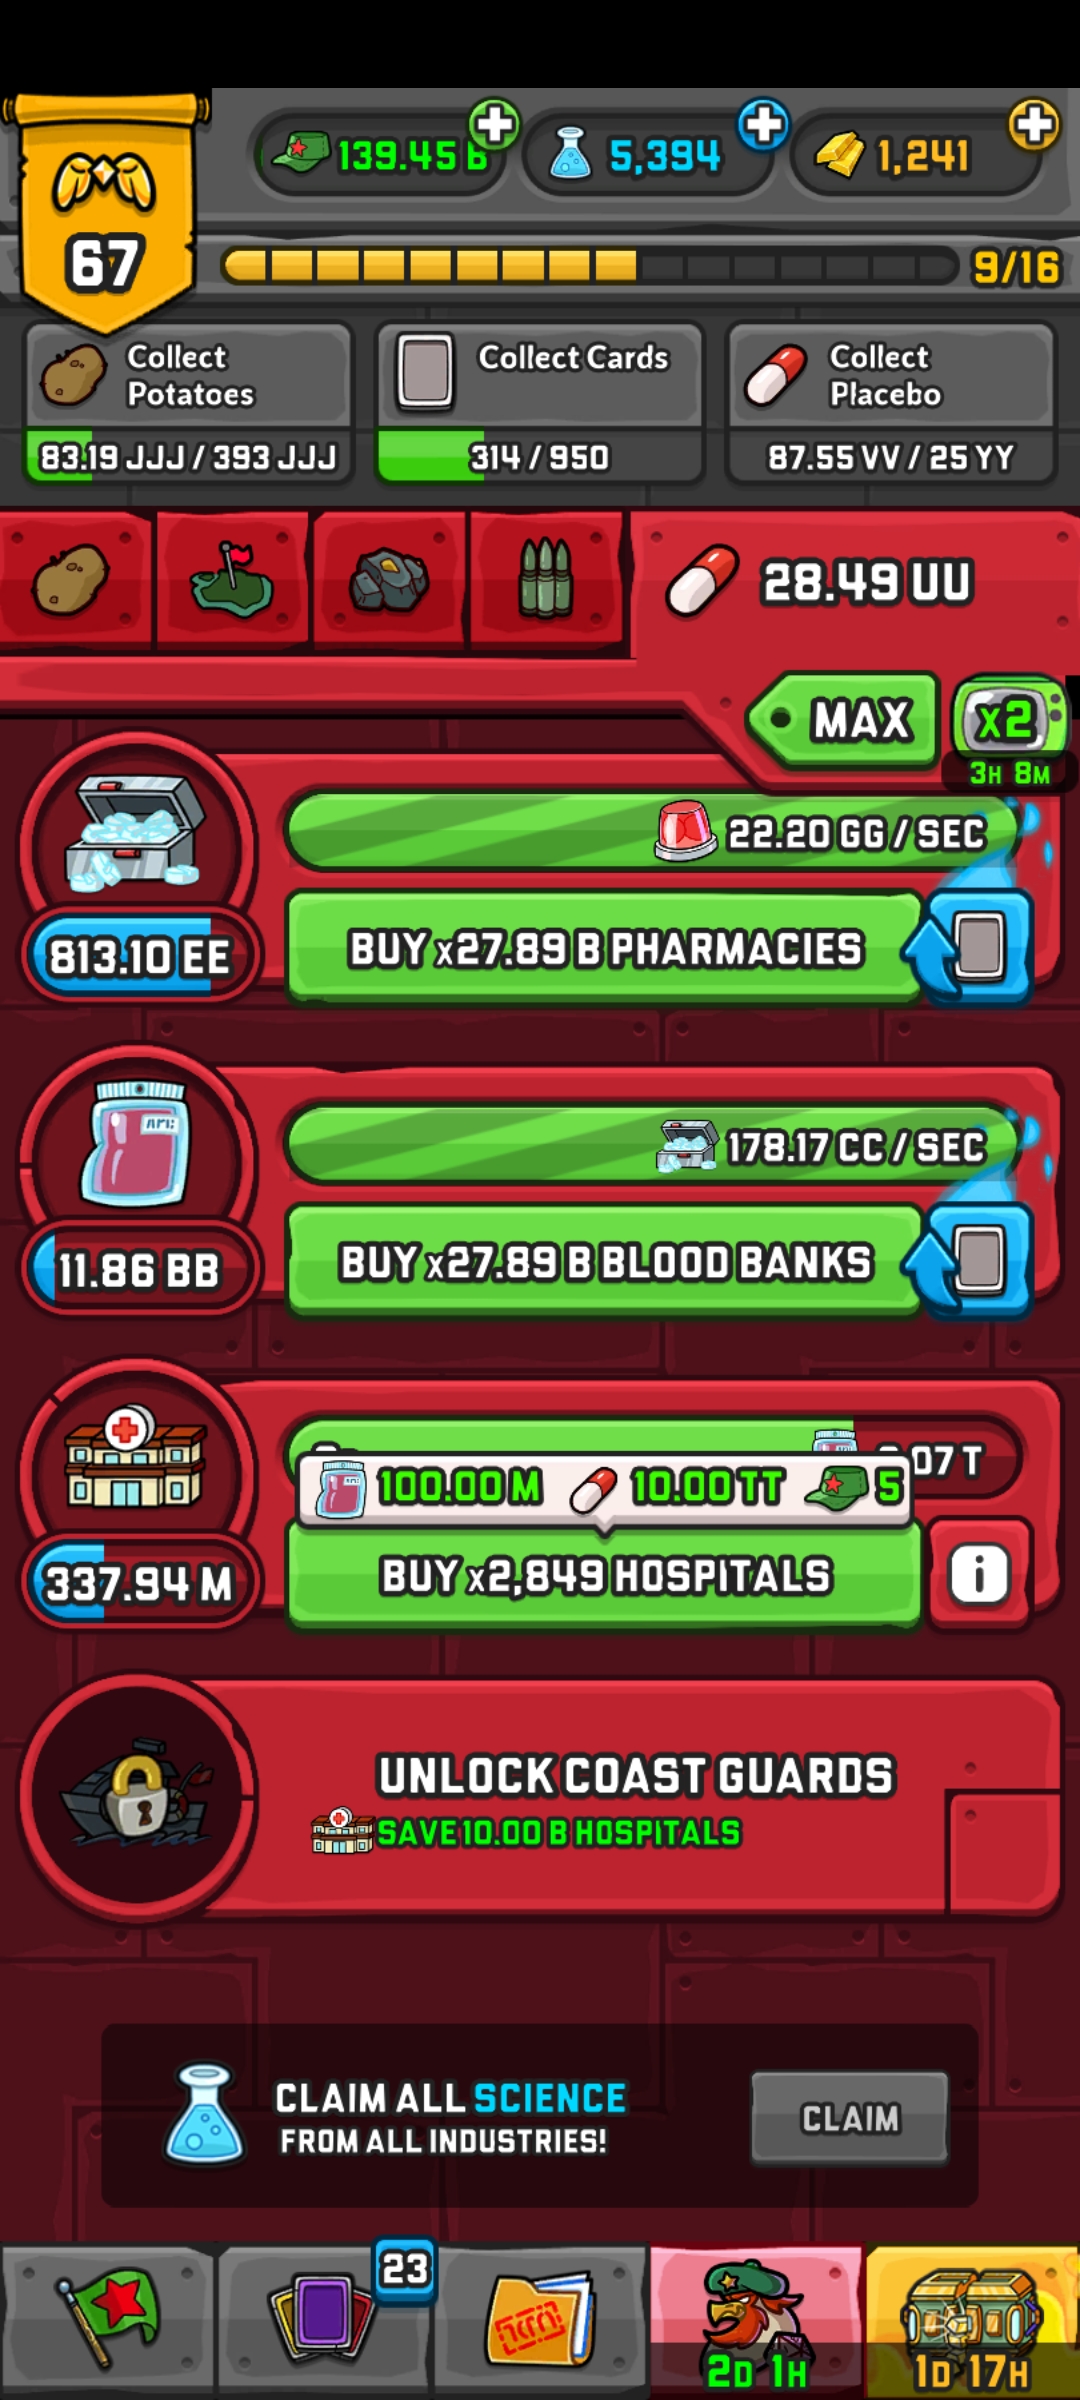 139.45 B
5,394
1,241
67
9/16
Collect
Potatoes
83.19 JJJ / 393 JJJ
Collect Cards
314 / 950
Collect
Placebo
87.55 VV / 25 YY
28.49 UU
MAX
x2
3H 8M
22.20 GG / SEC
813.10 EE
BUY x27.89 B PHARMACIES
178.17 CC / SEC
11.86 BB
BUY x27.89 B BLOOD BANKS
07 T
100.00 M
10.00 TT
5
337.94 M
BUY x2,849 HOSPITALS
i
UNLOCK COAST GUARDS
SAVE 10.00 B HOSPITALS
CLAIM ALL SCIENCE
FROM ALL INDUSTRIES!
CLAIM
23
2D 1H
1D 17H